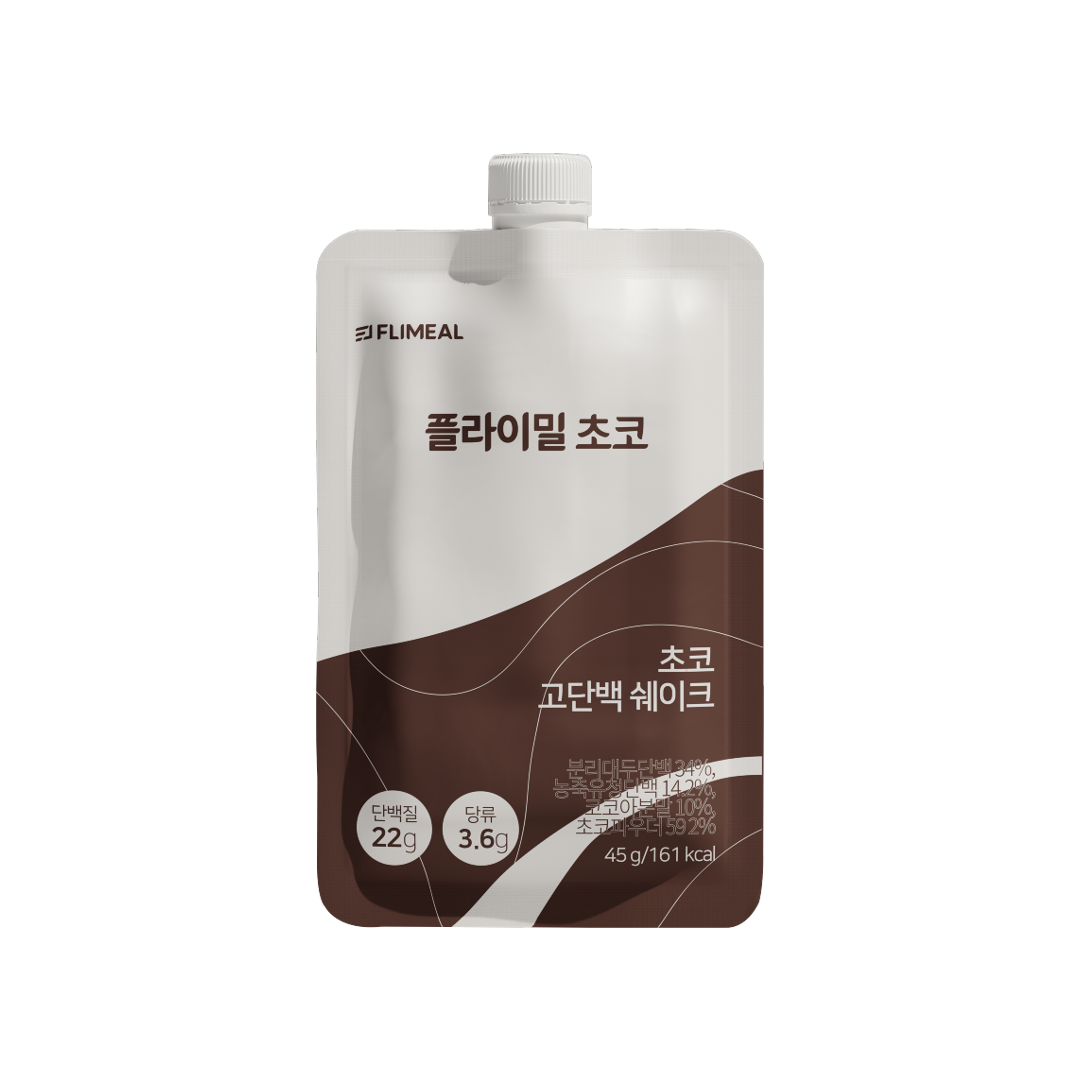 FLIMEAL
플라이밀 초코
초코
고단백 쉐이크
분리대두단백 34%,
농축유청단백 14.2%,
코코아분말 10%,
초코파우더 59 2%
45 g/161 kcal
단백질
22g
당류
3.6g